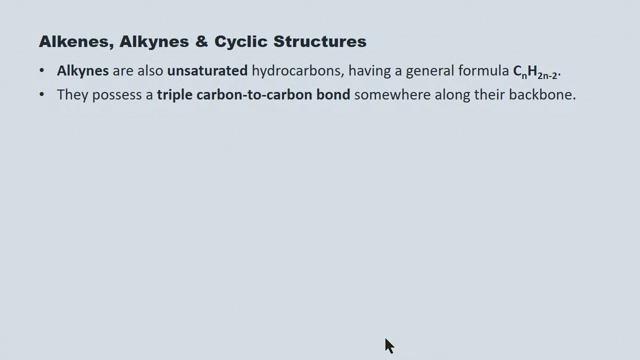 Alkenes, Alkynes & Cyclic Structures
• Alkynes are also unsaturated hydrocarbons, having a general formula CnH2n-2.
• They possess a triple carbon-to-carbon bond somewhere along their backbone.